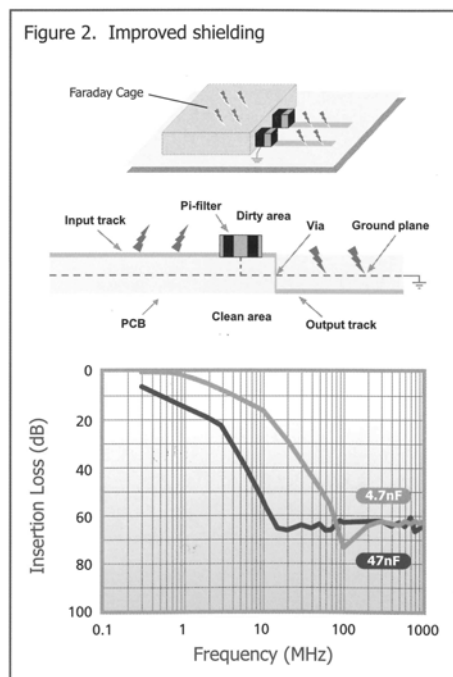 Figure 2. Improved shielding
Faraday Cage
Pi-filter
Input track
Dirty area
Via
Ground plane
PCB
Clean area
Output track
0
20
40
60
80
100
Insertion Loss (dB)
4.7nF
47nF
0.1
1
10
100
1000
Frequency (MHz)